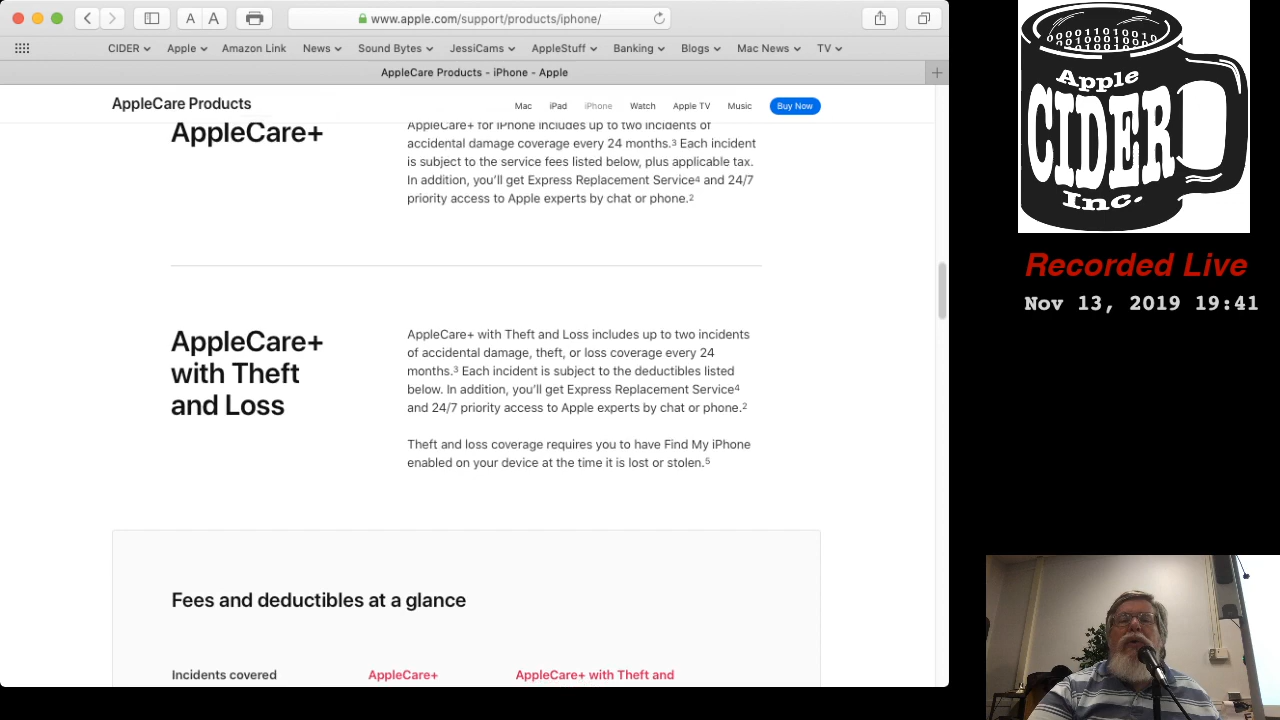 www.apple.com/support/products/iphone/
A A
CIDER Apple Amazon Link News Sound Bytes JessiCams AppleStuff Banking Blogs Mac News TV
AppleCare Products - iPhone - Apple
AppleCare Products
Mac iPad iPhone Watch Apple TV Music Buy Now
AppleCare+
AppleCare+ for iPhone includes up to two incidents of
accidental damage coverage every 24 months.³ Each incident
is subject to the service fees listed below, plus applicable tax.
In addition, you’ll get Express Replacement Service⁴ and 24/7
priority access to Apple experts by chat or phone.²
AppleCare+
with Theft
and Loss
AppleCare+ with Theft and Loss includes up to two incidents
of accidental damage, theft, or loss coverage every 24
months.³ Each incident is subject to the deductibles listed
below. In addition, you’ll get Express Replacement Service⁴
and 24/7 priority access to Apple experts by chat or phone.²
Theft and loss coverage requires you to have Find My iPhone
enabled on your device at the time it is lost or stolen.⁵
Fees and deductibles at a glance
Incidents covered AppleCare+ AppleCare+ with Theft and
000011010010
0010100001000
Apple
CIDER
Inc.
Recorded Live
Nov 13, 2019 19:41